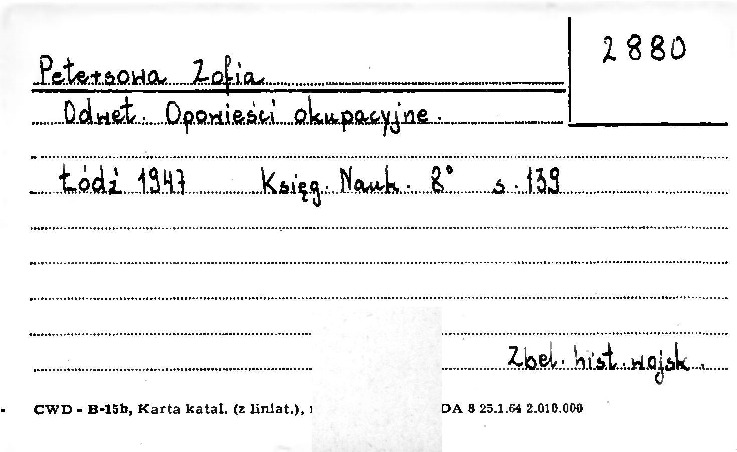 2880
Petersowa Zofia
Odwet. Opowieści okupacyjne.
Łódź 1947 Księg. Nauk. 8° s. 139
Zbel. hist. wojsk.
CWD - B-15b, Karta katal. (z liniat.), DA 8 25.1.64 2.010.000